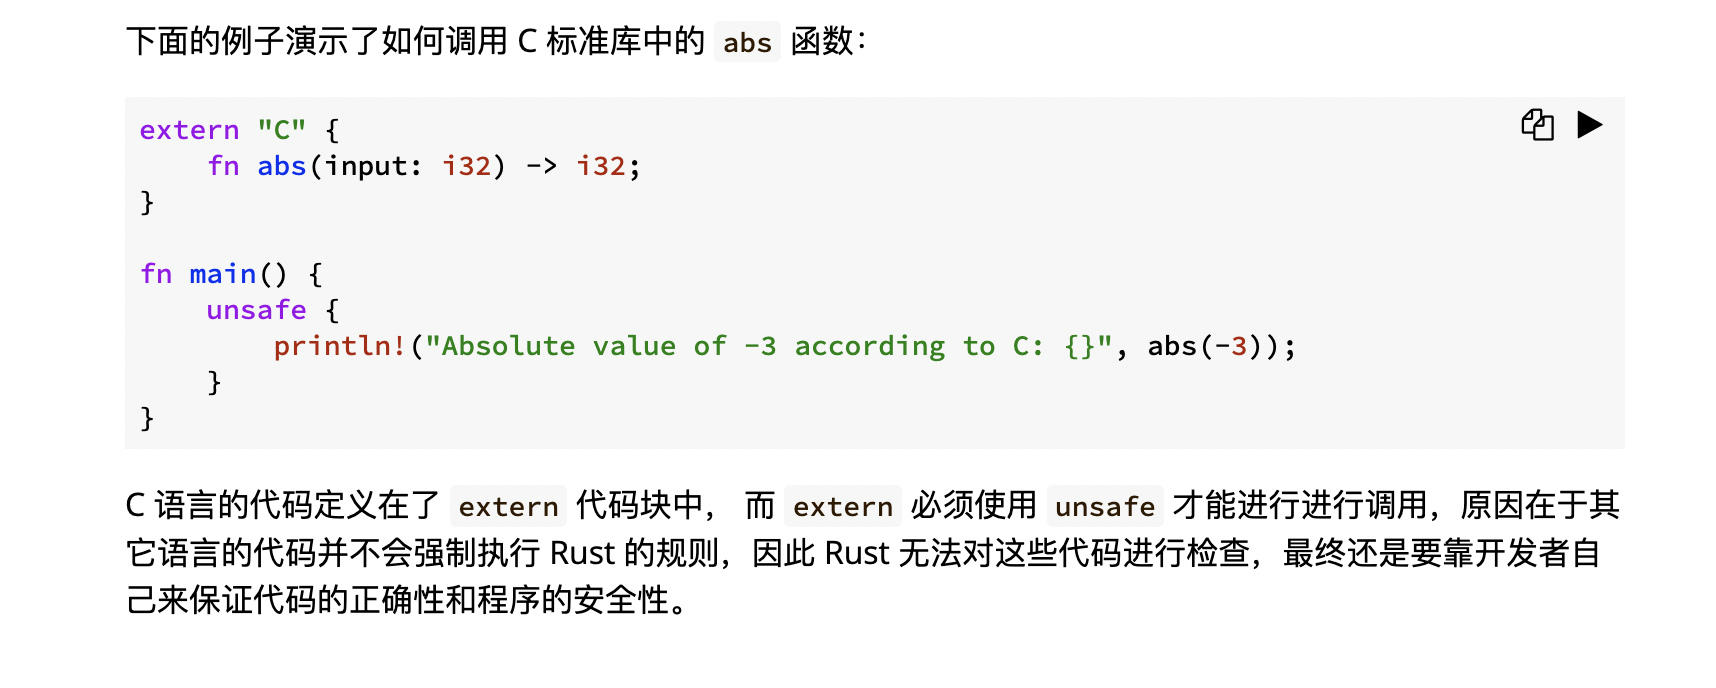 下面的例子演示了如何调用 C 标准库中的 abs 函数：
extern "C" {
    fn abs(input: i32) -> i32;
}
fn main() {
    unsafe {
        println!("Absolute value of -3 according to C: {}", abs(-3));
    }
}
C 语言的代码定义在了 extern 代码块中， 而 extern 必须使用 unsafe 才能进行进行调用，原因在于其
它语言的代码并不会强制执行 Rust 的规则，因此 Rust 无法对这些代码进行检查，最终还是要靠开发者自
己来保证代码的正确性和程序的安全性。